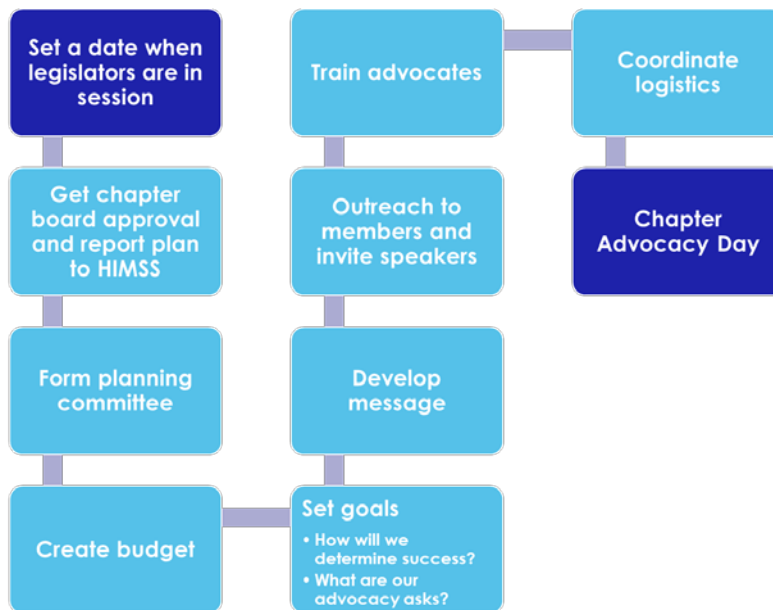 Set a date when
legislators are in
session
Get chapter
board approval
and report plan
to HIMSS
Form planning
committee
Create budget
Set goals
• How will we
determine success?
• What are our
advocacy asks?
Develop
message
Outreach to
members and
invite speakers
Train advocates
Coordinate
logistics
Chapter
Advocacy Day